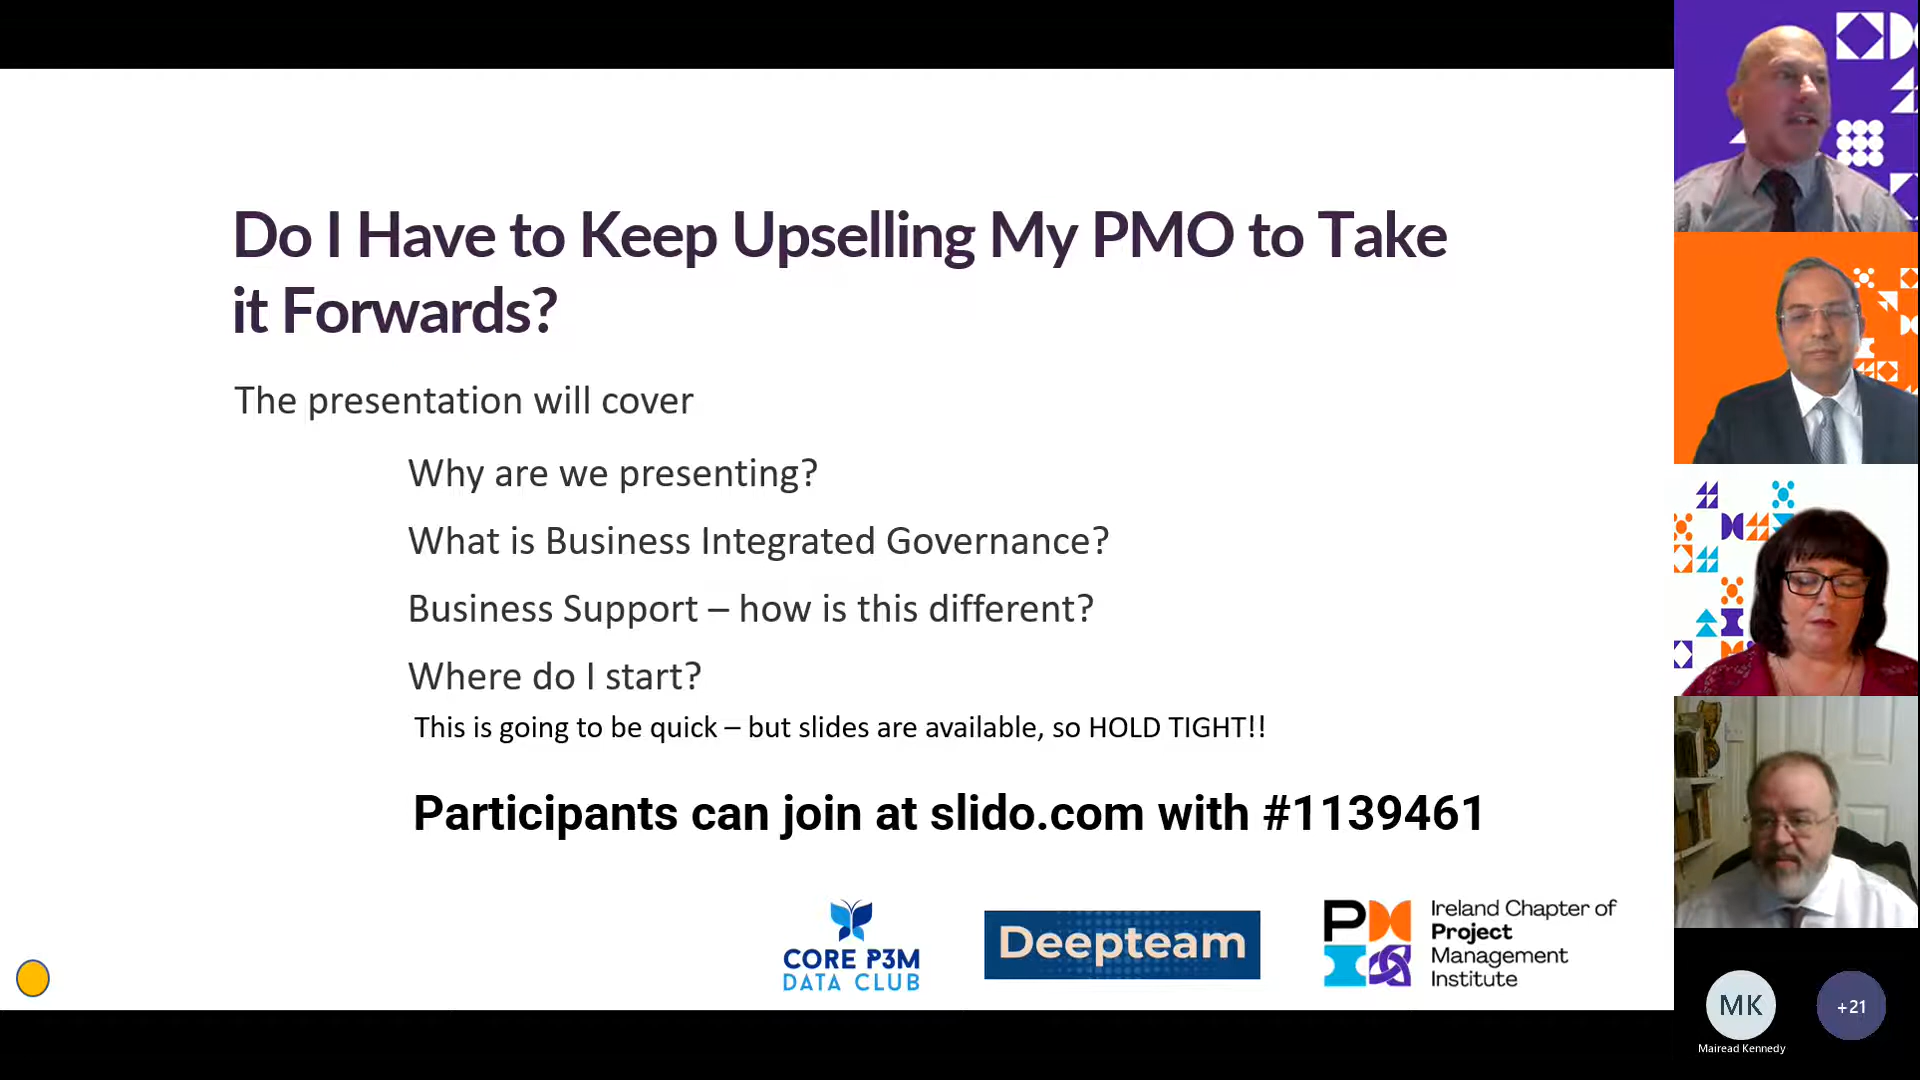 Do I Have to Keep Upselling My PMO to Take
it Forwards?
The presentation will cover
Why are we presenting?
What is Business Integrated Governance?
Business Support – how is this different?
Where do I start?
This is going to be quick – but slides are available, so HOLD TIGHT!!
Participants can join at slido.com with #1139461
CORE P3M
DATA CLUB
Deepteam
Ireland Chapter of
Project
Management
Institute
MK
+21
Mairead Kennedy